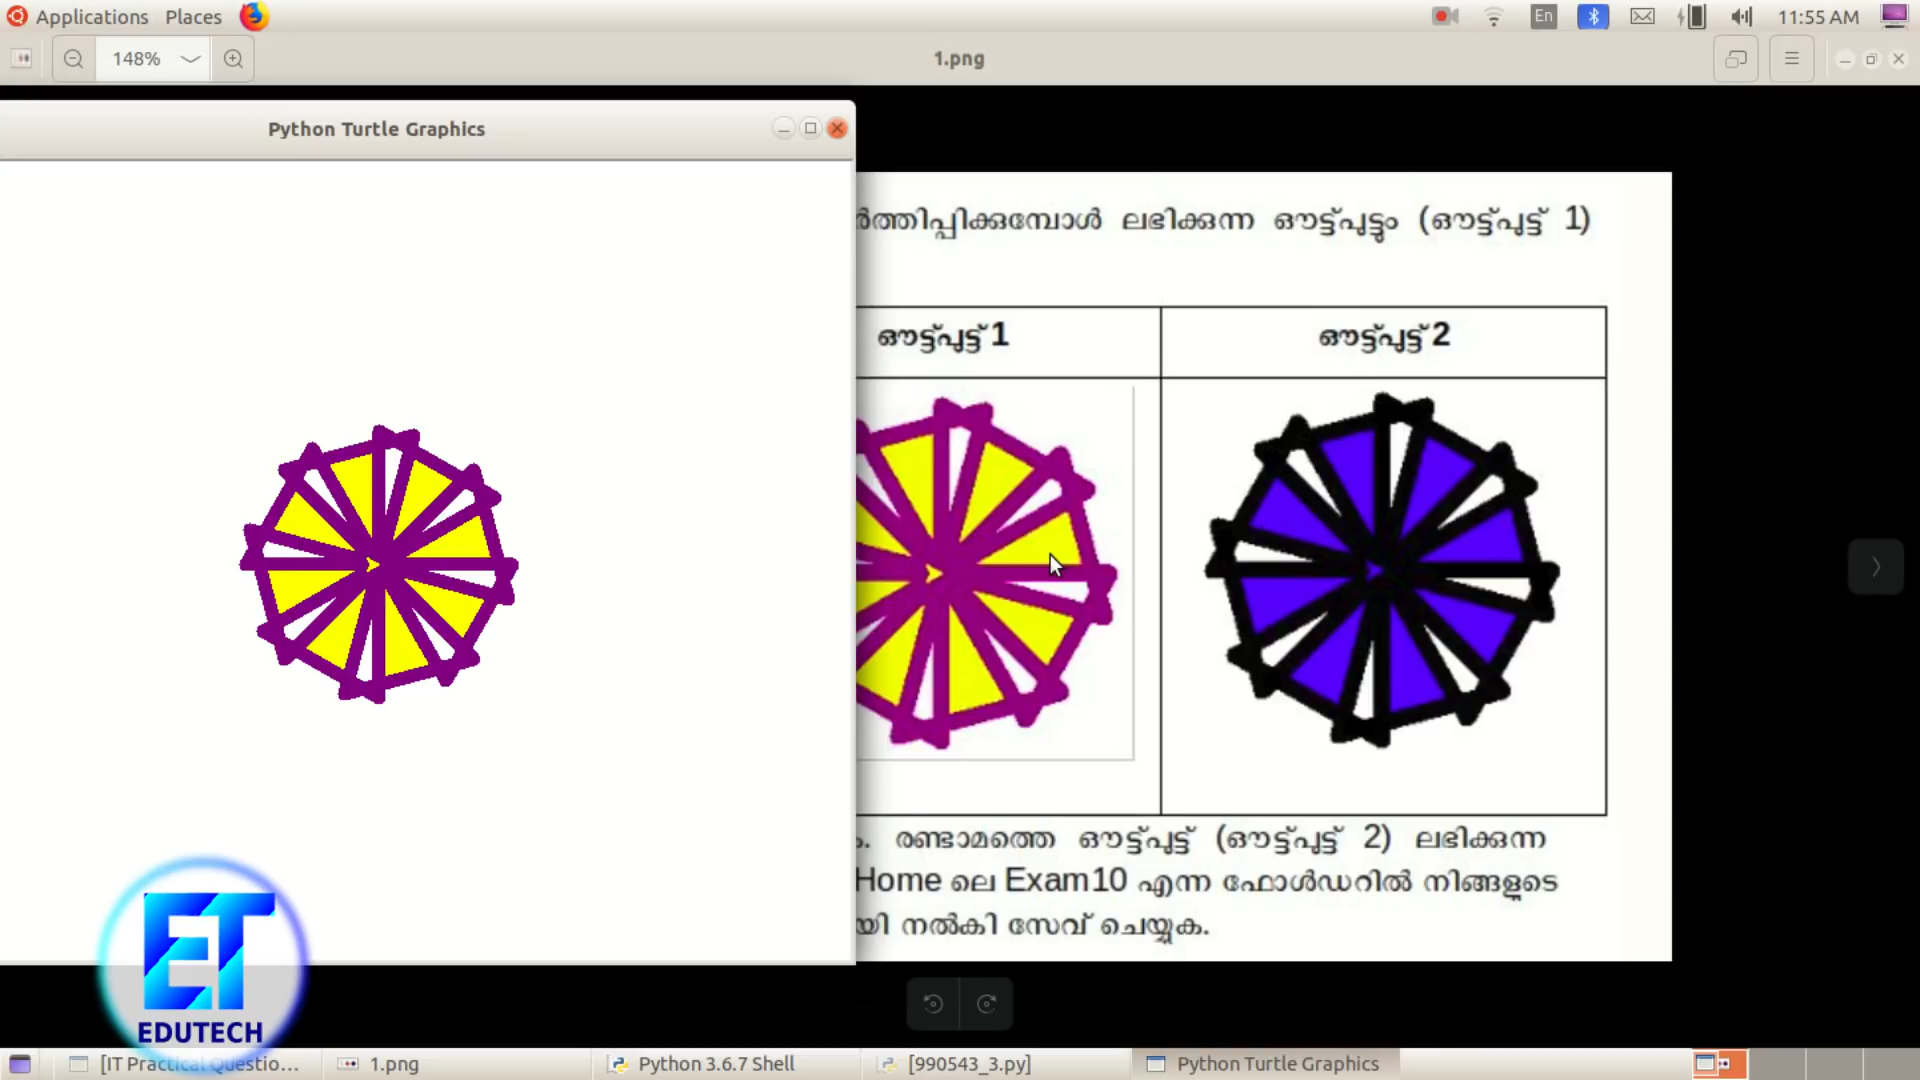 Applications Places En 11:55 AM
148% 1.png
Python Turtle Graphics
ലഭിക്കുന്ന ഔട്ട്പുട്ടും (ഔട്ട്പുട്ട് 1)
ഔട്ട്പുട്ട് 1 ഔട്ട്പുട്ട് 2
രണ്ടാമത്തെ ഔട്ട്പുട്ട് (ഔട്ട്പുട്ട് 2) ലഭിക്കുന്ന
Home ലെ Exam10 എന്ന ഫോൾഡറിൽ നിങ്ങളുടെ
യി നൽകി സേവ് ചെയ്യുക.
ET
EDUTECH
[IT Practical Questio... 1.png Python 3.6.7 Shell [990543_3.py] Python Turtle Graphics